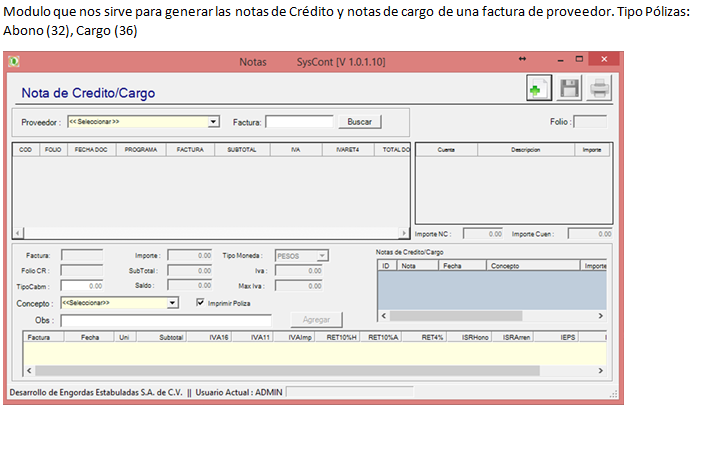 Modulo que nos sirve para generar las notas de Crédito y notas de cargo de una factura de proveedor. Tipo Pólizas:
Abono (32), Cargo (36)
Notas SysCont [V 1.0.1.10]
Nota de Credito/Cargo
Proveedor : <<Seleccionar>> Factura: Buscar Folio :
COD FOLIO FECHA DOC PROGRAMA FACTURA SUBTOTAL IVA IVARET4 TOTAL DO
Cuenta Descripcion Importe
Importe NC : 0.00 Importe Cuen : 0.00
Factura: Importe : 0.00 Tipo Moneda : PESOS
Folio CR : SubTotal : 0.00 Iva : 0.00
TipoCabm : 0.00 Saldo : 0.00 Max Iva : 0.00
Notas de Credito/Cargo
ID Nota Fecha Concepto Importe
Concepto : <<Seleccionar>> Imprimir Poliza
Obs : Agregar
Factura Fecha Uni Subtotal IVA16 IVA11 IVAImp RET10%H RET10%A RET4% ISRHono ISRArren IEPS I
Desarrollo de Engordas Estabuladas S.A. de C.V. || Usuario Actual : ADMIN